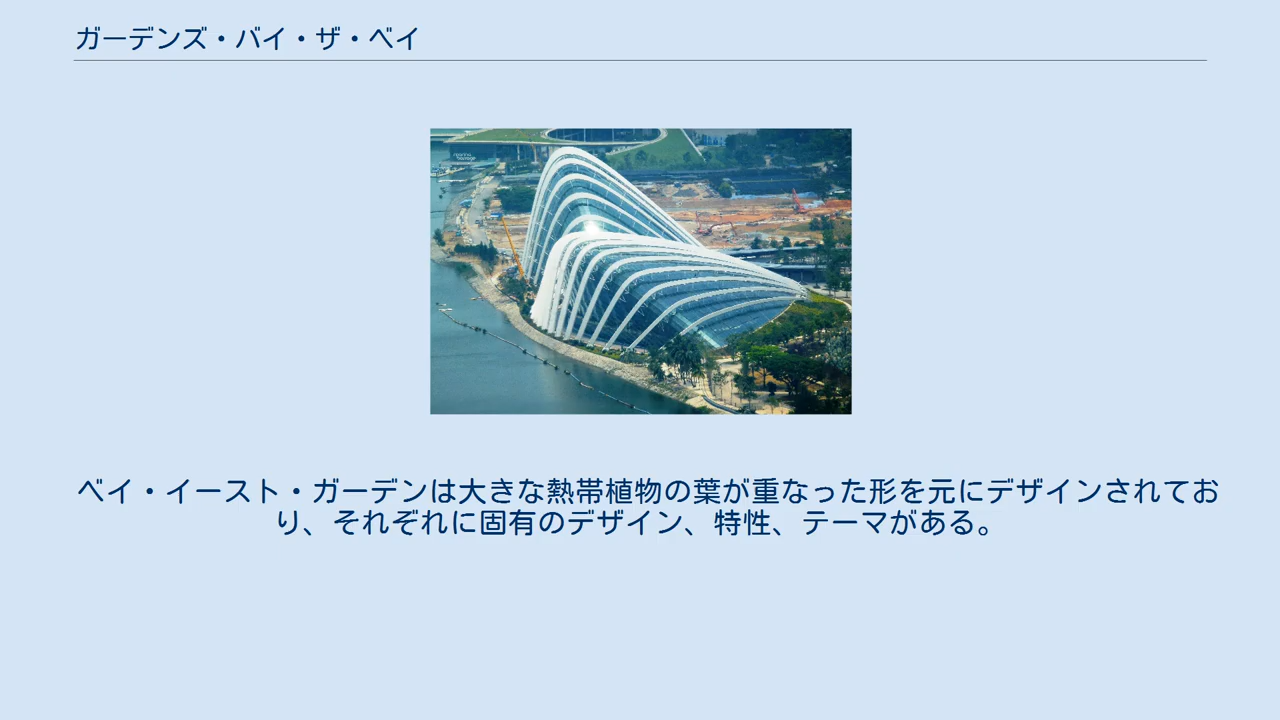 ガーデンズ・バイ・ザ・ベイ
ベイ・イースト・ガーデンは大きな熱帯植物の葉が重なった形を元にデザインされてお
り、それぞれに固有のデザイン、特性、テーマがある。